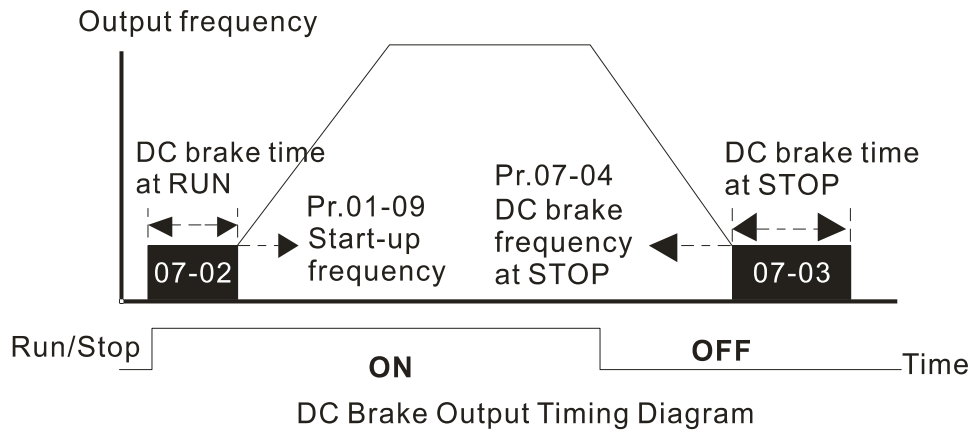 Output frequency
DC brake time
at RUN
Pr.01-09
Start-up
frequency
Pr.07-04
DC brake
frequency
at STOP
DC brake time
at STOP
07-02
07-03
Run/Stop
ON
OFF
Time
DC Brake Output Timing Diagram